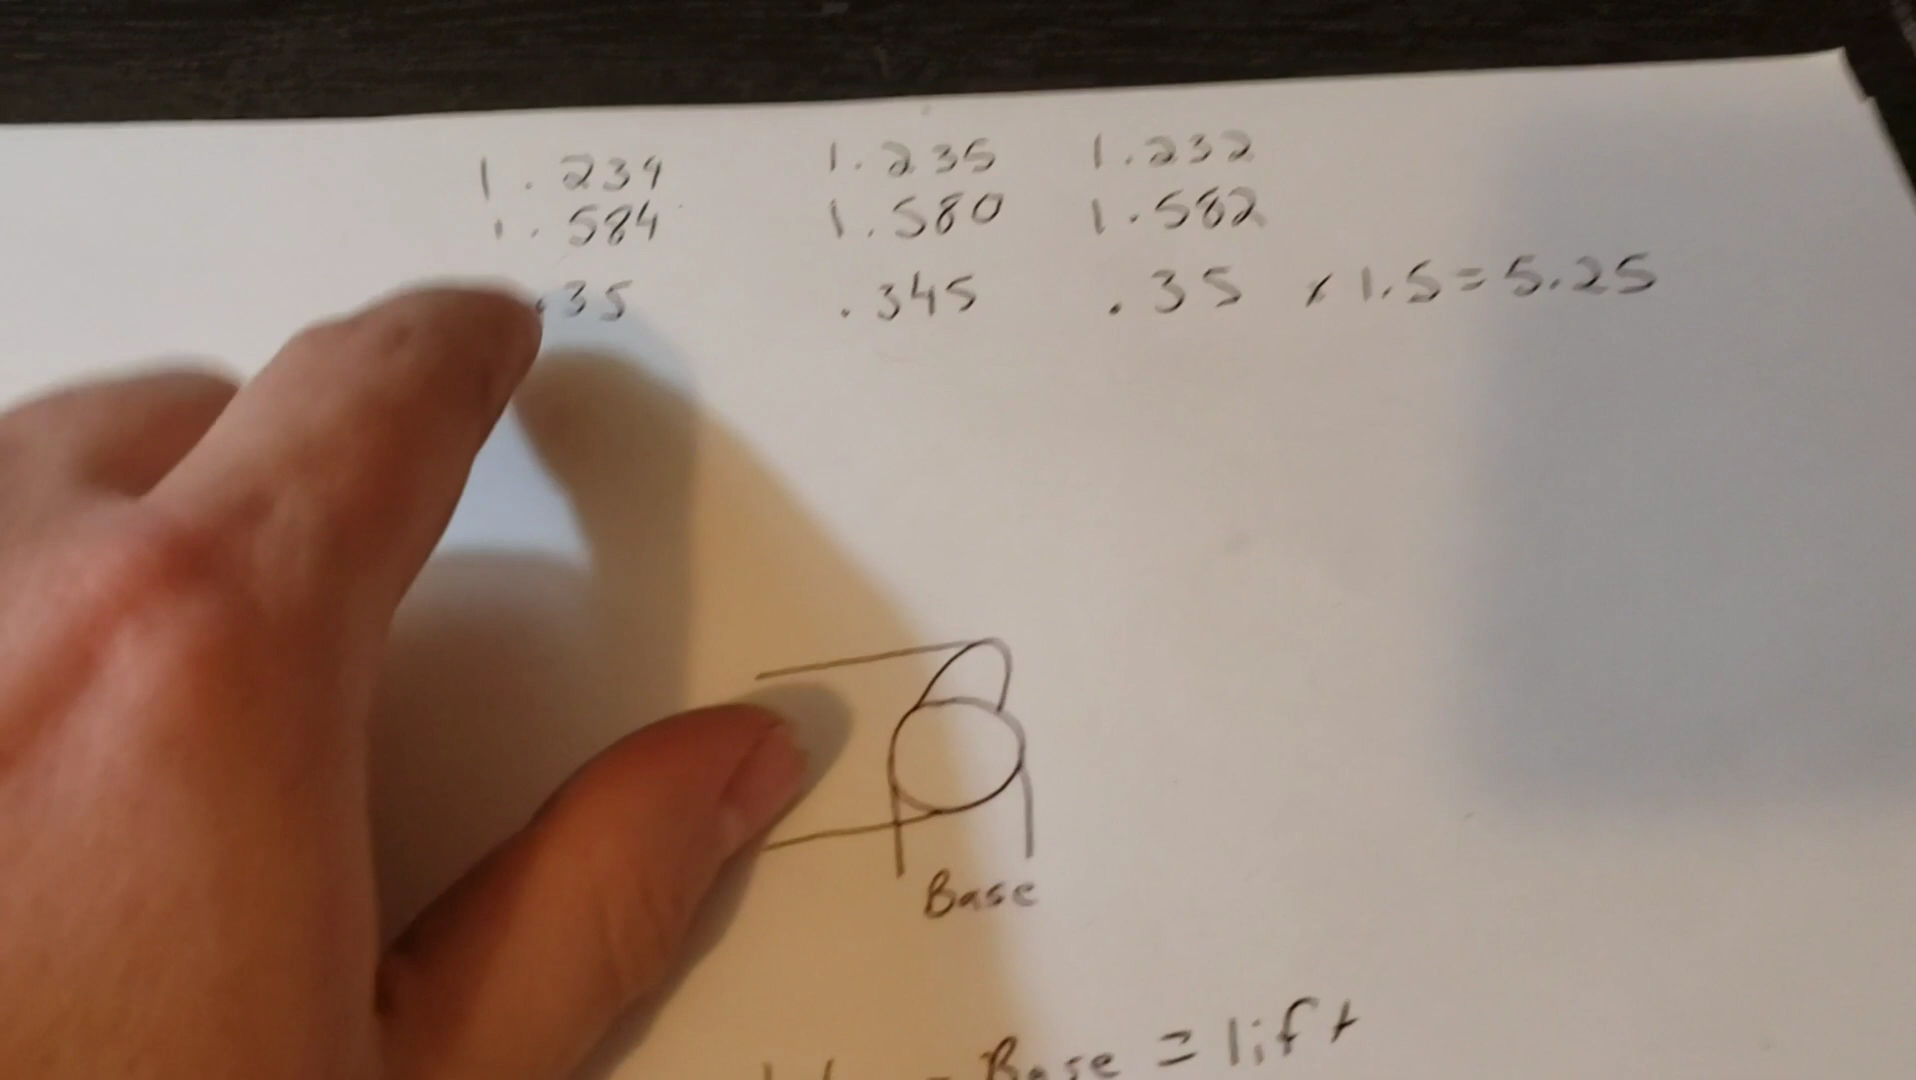 1.234 1.235 1.232
1.584 1.580 1.582
.35 .345 .35 x 1.5 = 5.25
Base
- Base = lift